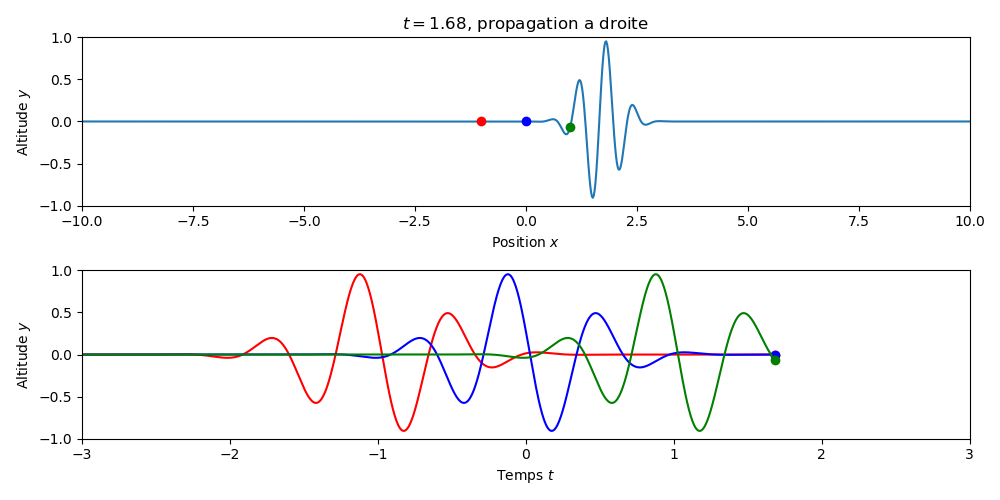 t = 1.68, propagation a droite
1.0
0.5
0.0
−0.5
−1.0
Altitude y
−10.0 −7.5 −5.0 −2.5 0.0 2.5 5.0 7.5 10.0
Position x
1.0
0.5
0.0
−0.5
−1.0
Altitude y
−3 −2 −1 0 1 2 3
Temps t